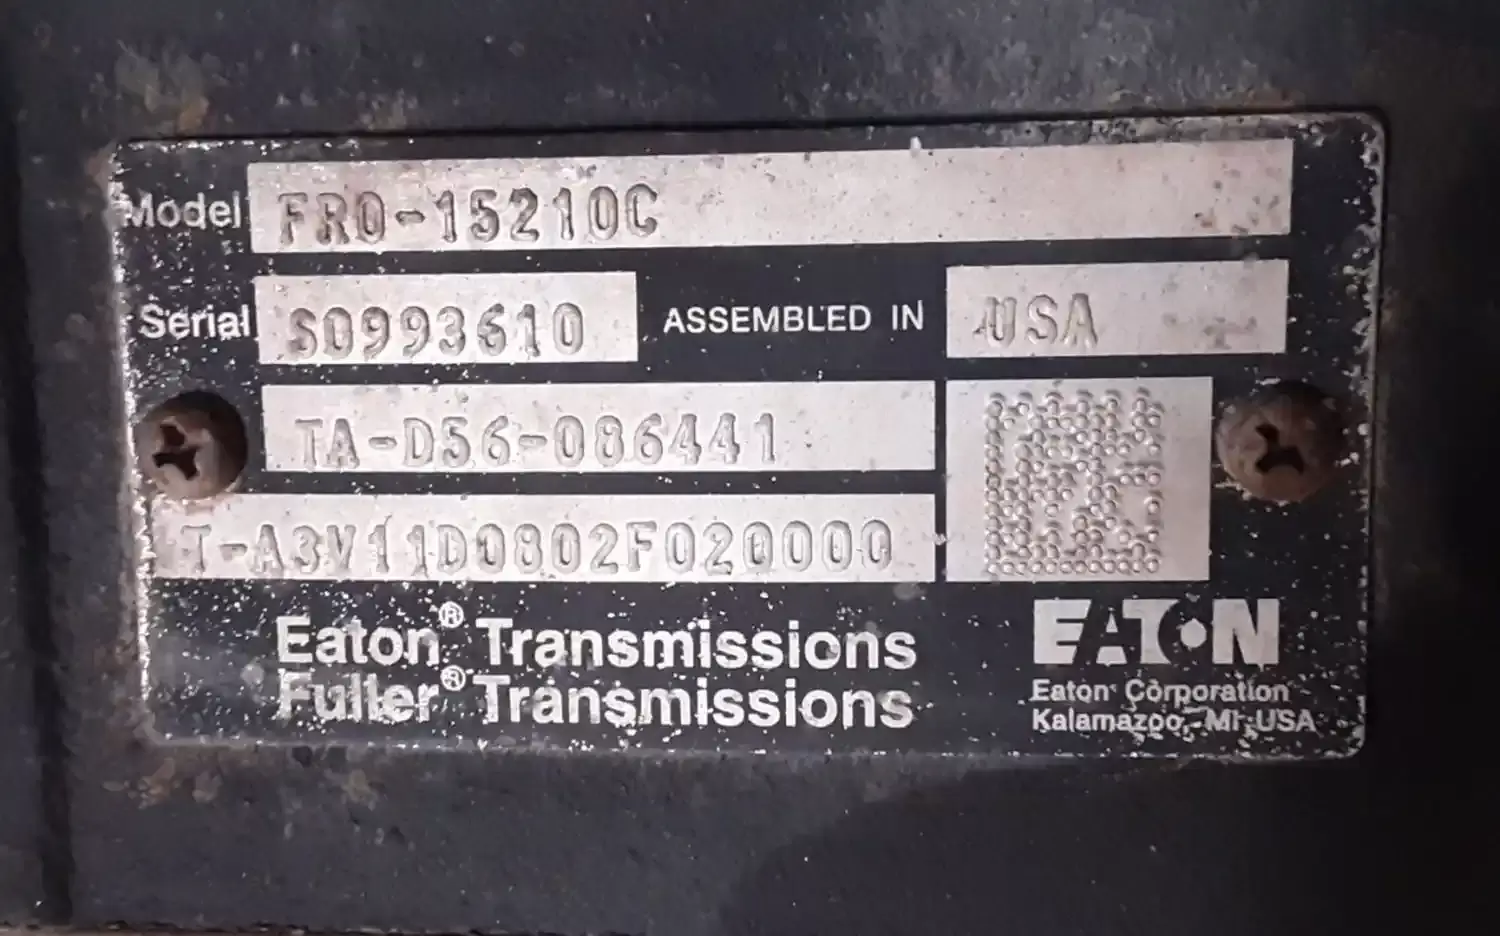 Model FRO-15210C
Serial S0993610 ASSEMBLED IN USA
TA-D56-086441
T-A3V11D0802F020000
Eaton® Transmissions
Fuller® Transmissions
EATON
Eaton Corporation
Kalamazoo, MI, USA